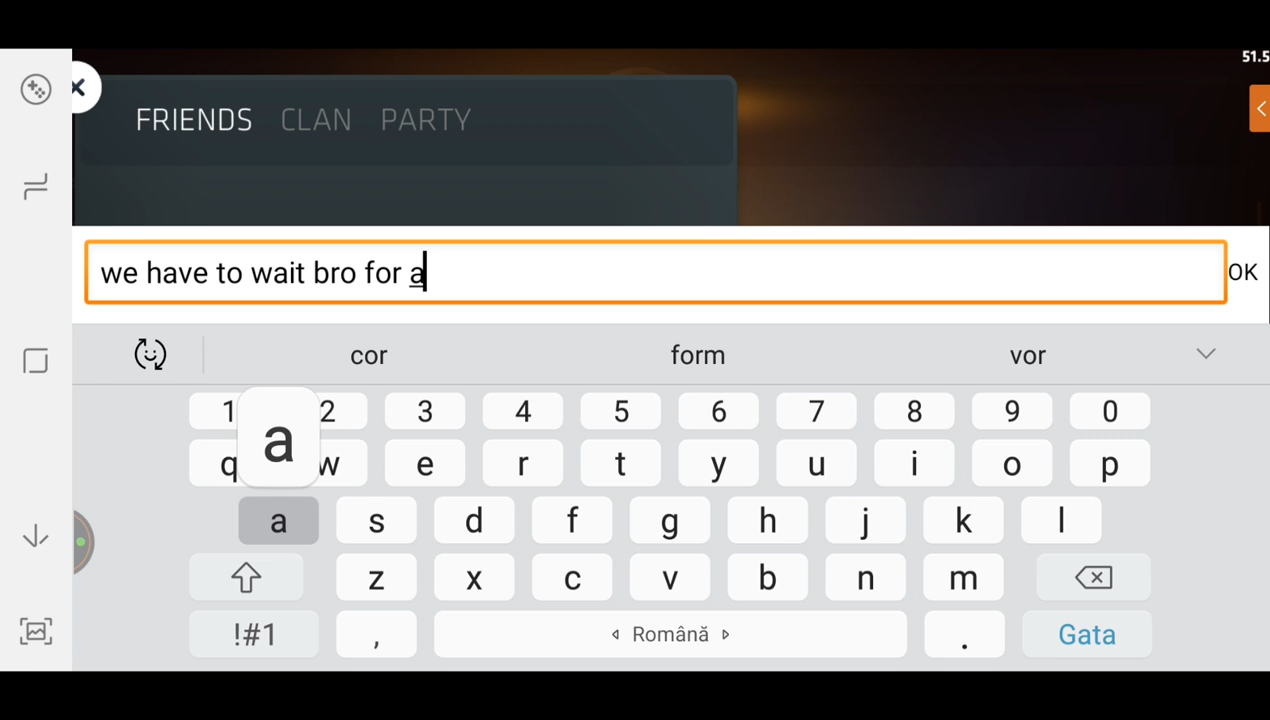 51.5
FRIENDS CLAN PARTY
we have to wait bro for a
OK
cor form vor
1 2 3 4 5 6 7 8 9 0
a
q w e r t y u i o p
a s d f g h j k l
z x c v b n m
!#1 , Română . Gata